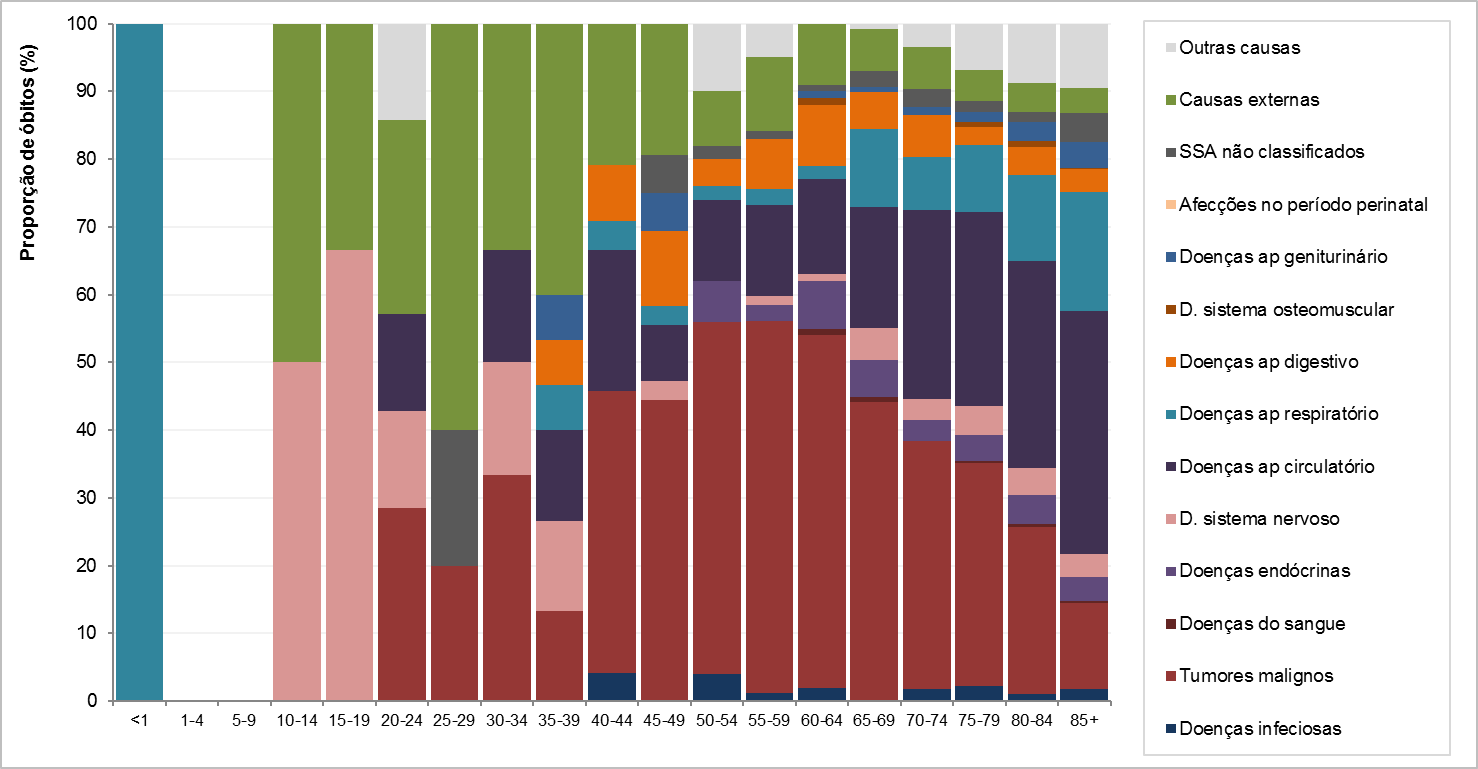 Proporção de óbitos (%)
100
90
80
70
60
50
40
30
20
10
0
<1 1-4 5-9 10-14 15-19 20-24 25-29 30-34 35-39 40-44 45-49 50-54 55-59 60-64 65-69 70-74 75-79 80-84 85+
Outras causas
Causas externas
SSA não classificados
Afecções no período perinatal
Doenças ap geniturinário
D. sistema osteomuscular
Doenças ap digestivo
Doenças ap respiratório
Doenças ap circulatório
D. sistema nervoso
Doenças endócrinas
Doenças do sangue
Tumores malignos
Doenças infeciosas